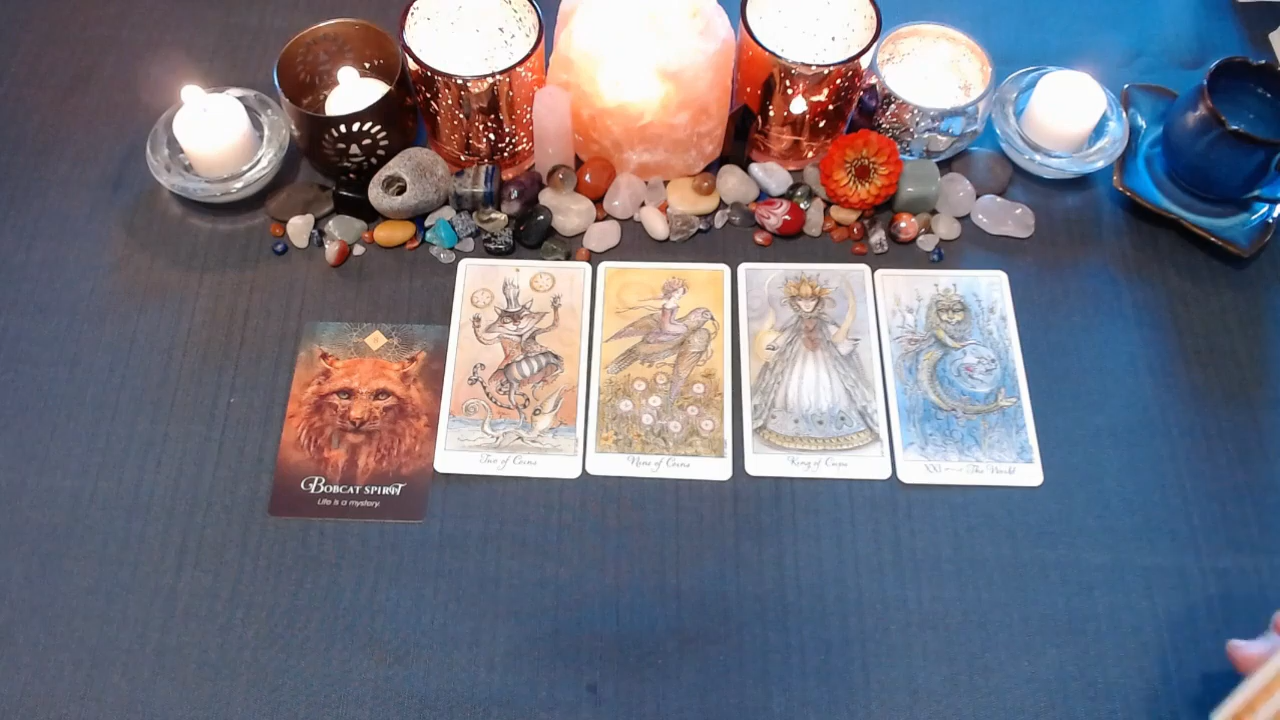 BOBCAT SPIRIT
Life is a mystery.
Two of Coins
Nine of Coins
King of Cups
XXI The World